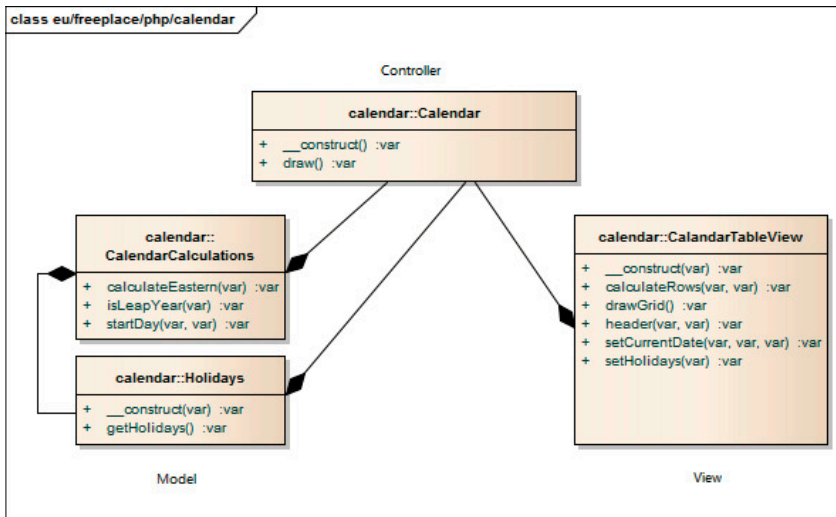 class eu/freeplace/php/calendar
Controller
calendar::Calendar
+ __construct() :var
+ draw() :var
calendar::
CalendarCalculations
+ calculateEastern(var) :var
+ isLeapYear(var) :var
+ startDay(var, var) :var
calendar::Holidays
+ __construct(var) :var
+ getHolidays() :var
Model
calendar::CalandarTableView
+ __construct(var) :var
+ calculateRows(var, var) :var
+ drawGrid() :var
+ header(var, var) :var
+ setCurrentDate(var, var, var) :var
+ setHolidays(var) :var
View